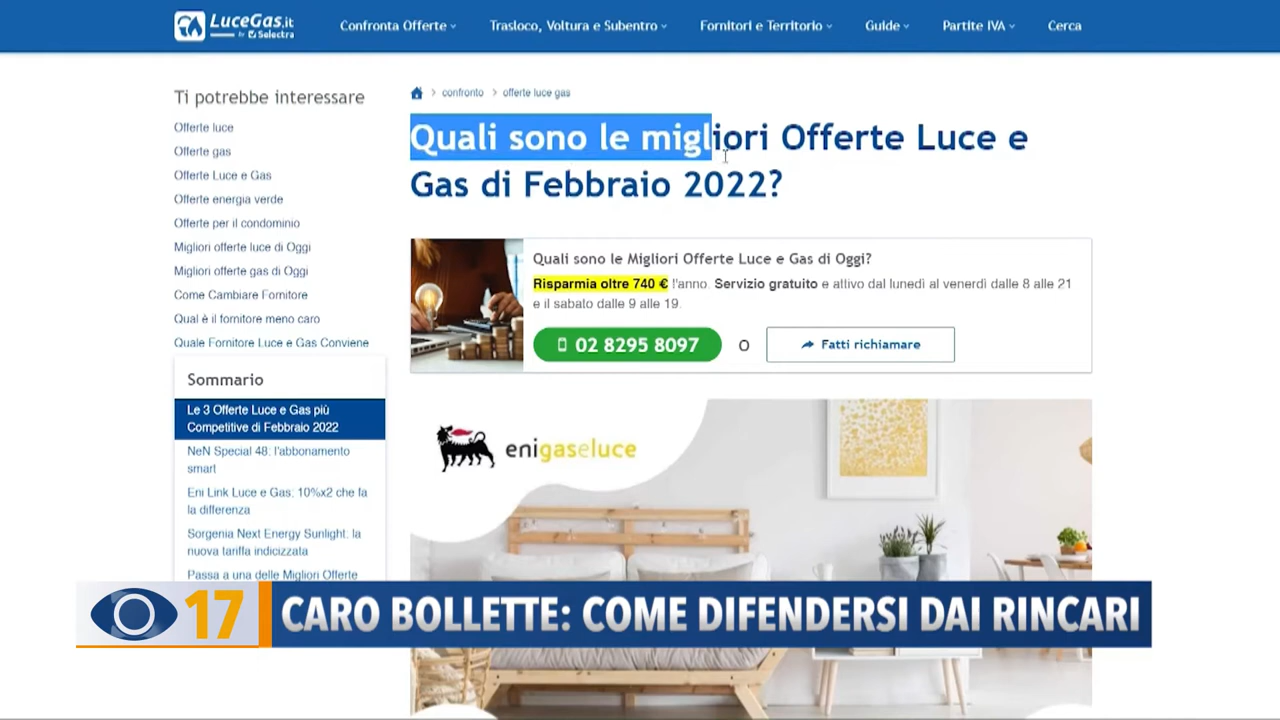 LuceGas.it
by Selectra
Confronta Offerte
Trasloco, Voltura e Subentro
Fornitori e Territorio
Guide
Partite IVA
Cerca
Ti potrebbe interessare
Offerte luce
Offerte gas
Offerte Luce e Gas
Offerte energia verde
Offerte per il condominio
Migliori offerte luce di Oggi
Migliori offerte gas di Oggi
Come Cambiare Fornitore
Qual è il fornitore meno caro
Quale Fornitore Luce e Gas Conviene
Sommario
Le 3 Offerte Luce e Gas più
Competitive di Febbraio 2022
NeN Special 48: l'abbonamento
smart
Eni Link Luce e Gas: 10%x2 che fa
la differenza
Sorgenia Next Energy Sunlight: la
nuova tariffa indicizzata
Passa a una delle Migliori Offerte
confronto
offerte luce gas
Quali sono le migliori Offerte Luce e
Gas di Febbraio 2022?
Quali sono le Migliori Offerte Luce e Gas di Oggi?
Risparmia oltre 740 € l'anno. Servizio gratuito e attivo dal lunedì al venerdì dalle 8 alle 21
e il sabato dalle 9 alle 19.
02 8295 8097
O
Fatti richiamare
enigaseluce
17
CARO BOLLETTE: COME DIFENDERSI DAI RINCARI